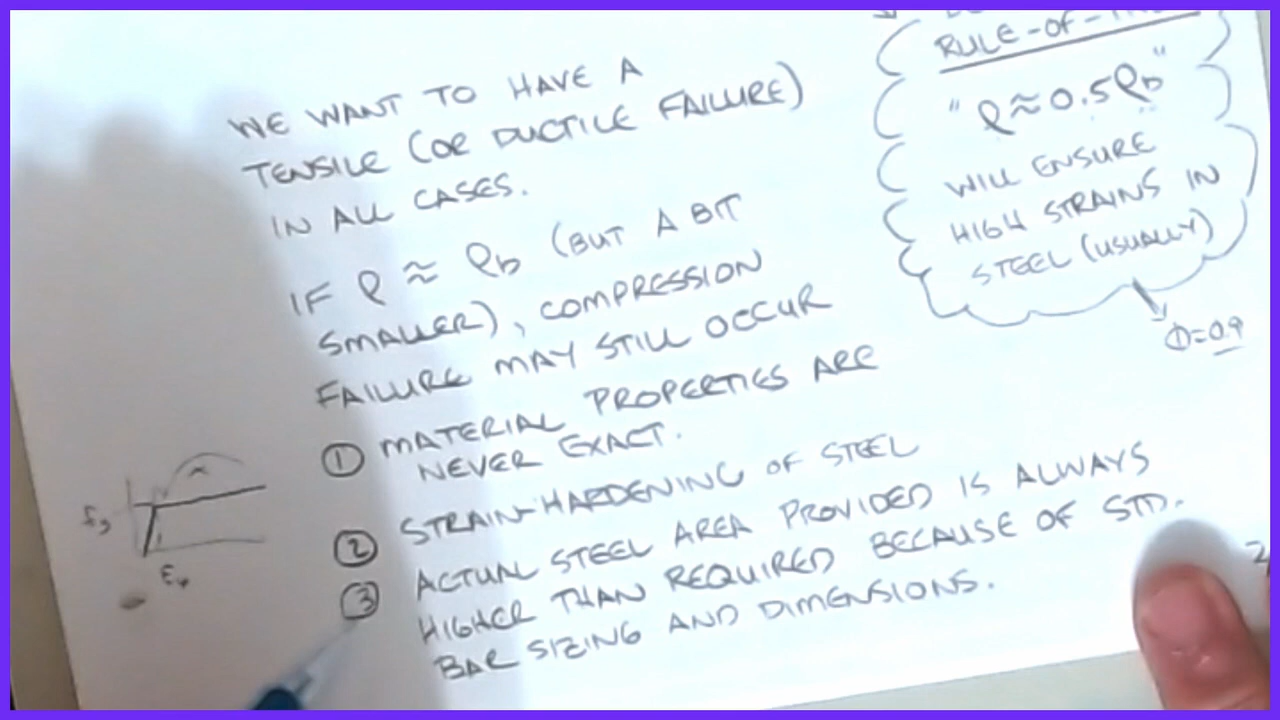 WE WANT TO HAVE A
TENSILE (OR DUCTILE FAILURE)
IN ALL CASES.
IF ρ ≈ ρb (BUT A BIT
SMALLER), COMPRESSION
FAILURE MAY STILL OCCUR
① MATERIAL PROPERTIES ARE
NEVER EXACT.
② STRAIN-HARDENING OF STEEL
③ ACTUAL STEEL AREA PROVIDED IS ALWAYS
HIGHER THAN REQUIRED BECAUSE OF STD.
BAR SIZING AND DIMENSIONS.
RULE-OF-
"ρ≈0.5ρb"
WILL ENSURE
HIGH STRAINS IN
STEEL (USUALLY)
Φ=0.9
fy